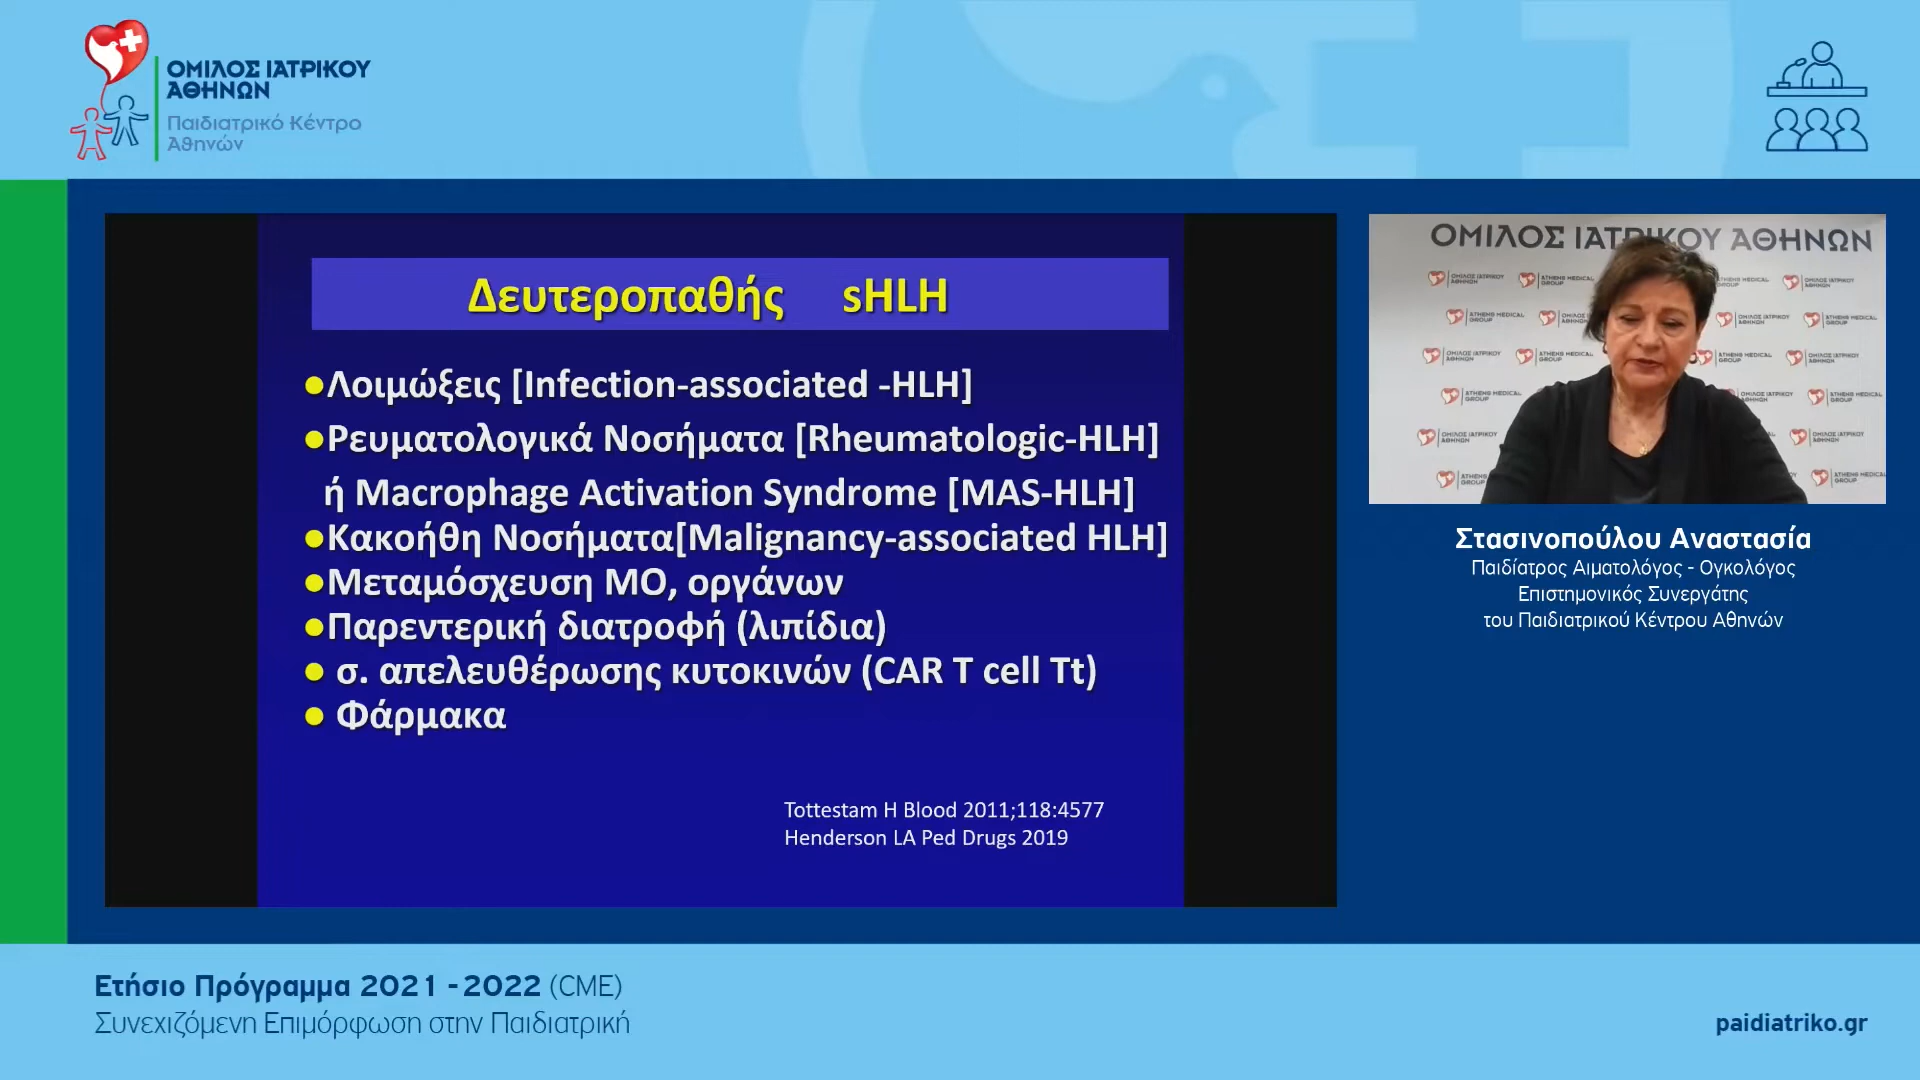 ΟΜΙΛΟΣ ΙΑΤΡΙΚΟΥ
ΑΘΗΝΩΝ
Παιδιατρικό Κέντρο
Αθηνών
Δευτεροπαθής sHLH
●Λοιμώξεις [Infection-associated -HLH]
●Ρευματολογικά Νοσήματα [Rheumatologic-HLH]
ή Macrophage Activation Syndrome [MAS-HLH]
●Κακοήθη Νοσήματα[Malignancy-associated HLH]
●Μεταμόσχευση ΜΟ, οργάνων
●Παρεντερική διατροφή (λιπίδια)
● σ. απελευθέρωσης κυτοκινών (CAR T cell Tt)
● Φάρμακα
Tottestam H Blood 2011;118:4577
Henderson LA Ped Drugs 2019
ΟΜΙΛΟΣ ΙΑΤΡΙΚΟΥ ΑΘΗΝΩΝ
Στασινοπούλου Αναστασία
Παιδίατρος Αιματολόγος - Ογκολόγος
Επιστημονικός Συνεργάτης
του Παιδιατρικού Κέντρου Αθηνών
Ετήσιο Πρόγραμμα 2021 - 2022 (CME)
Συνεχιζόμενη Επιμόρφωση στην Παιδιατρική
paidiatriko.gr